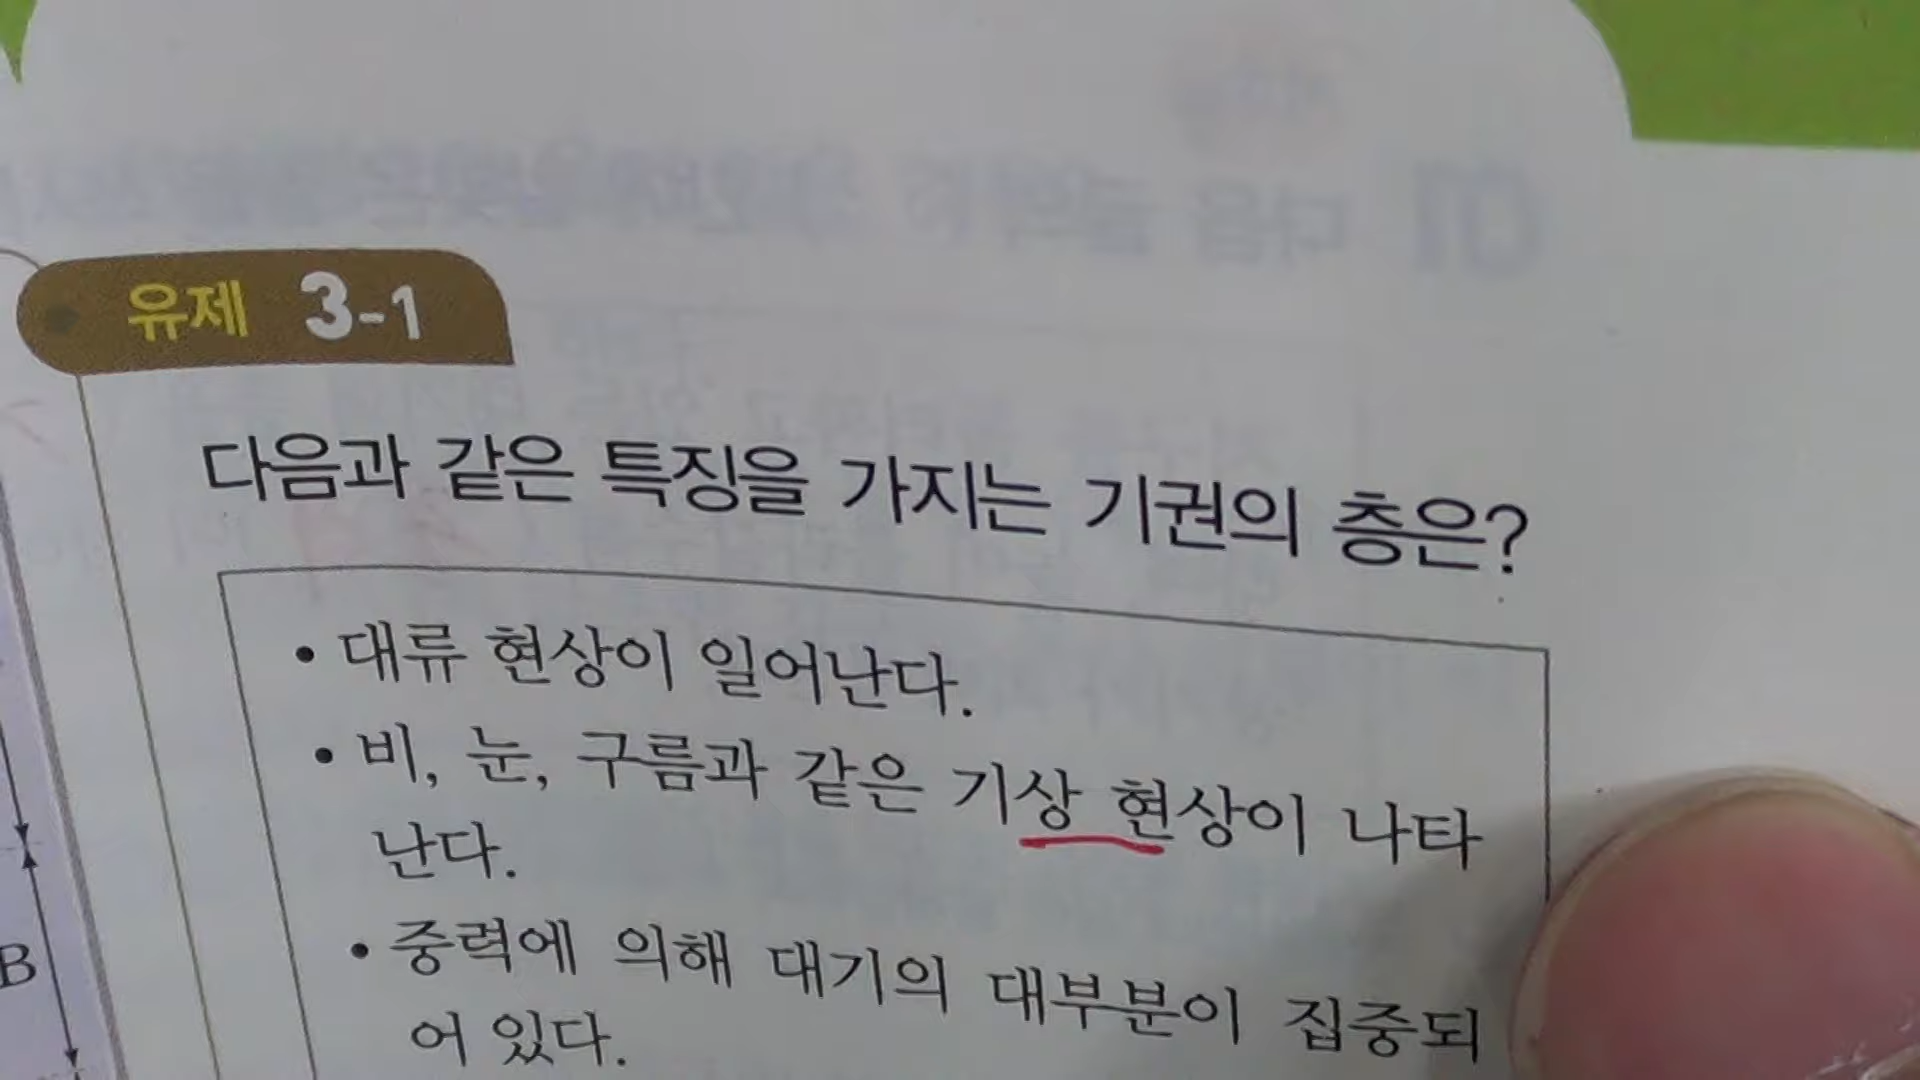 유제 3-1
다음과 같은 특징을 가지는 기권의 층은?
• 대류 현상이 일어난다.
• 비, 눈, 구름과 같은 기상 현상이 나타
난다.
• 중력에 의해 대기의 대부분이 집중되
어 있다.
B